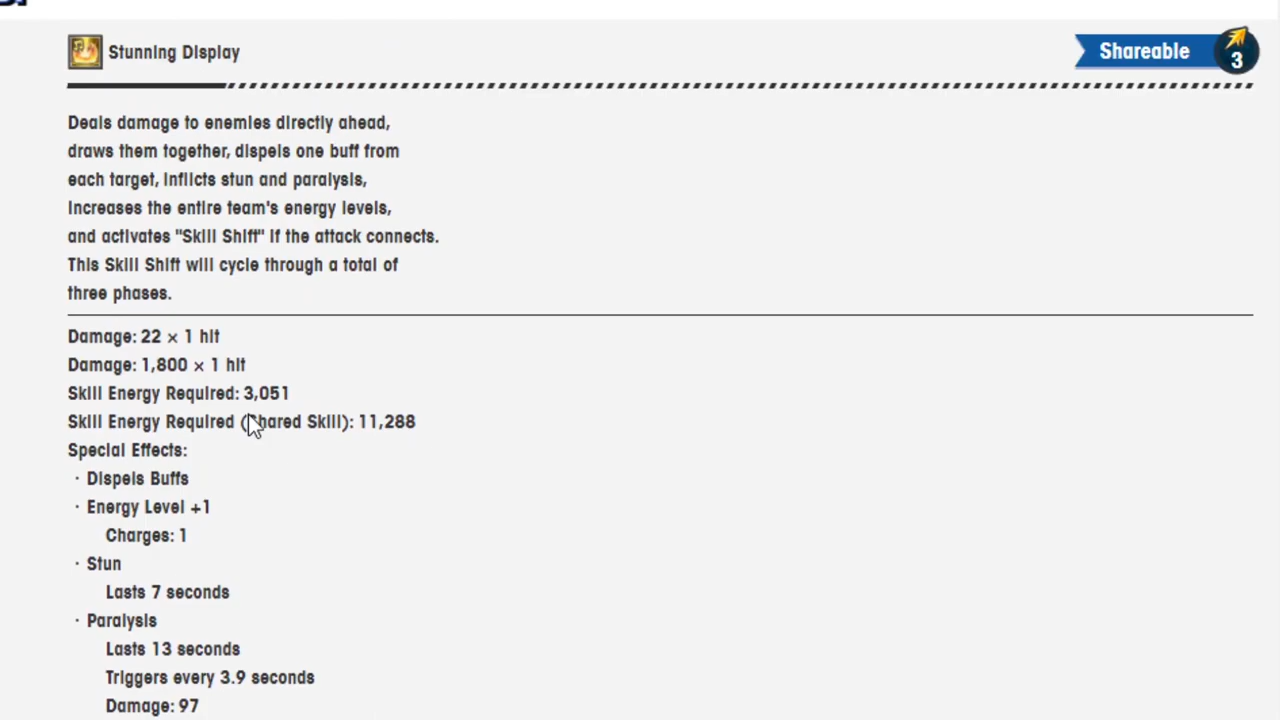 Stunning Display
Shareable
3
Deals damage to enemies directly ahead,
draws them together, dispels one buff from
each target, inflicts stun and paralysis,
increases the entire team's energy levels,
and activates "Skill Shift" if the attack connects.
This Skill Shift will cycle through a total of
three phases.
Damage: 22 × 1 hit
Damage: 1,800 × 1 hit
Skill Energy Required: 3,051
Skill Energy Required (Shared Skill): 11,288
Special Effects:
· Dispels Buffs
· Energy Level +1
Charges: 1
· Stun
Lasts 7 seconds
· Paralysis
Lasts 13 seconds
Triggers every 3.9 seconds
Damage: 97